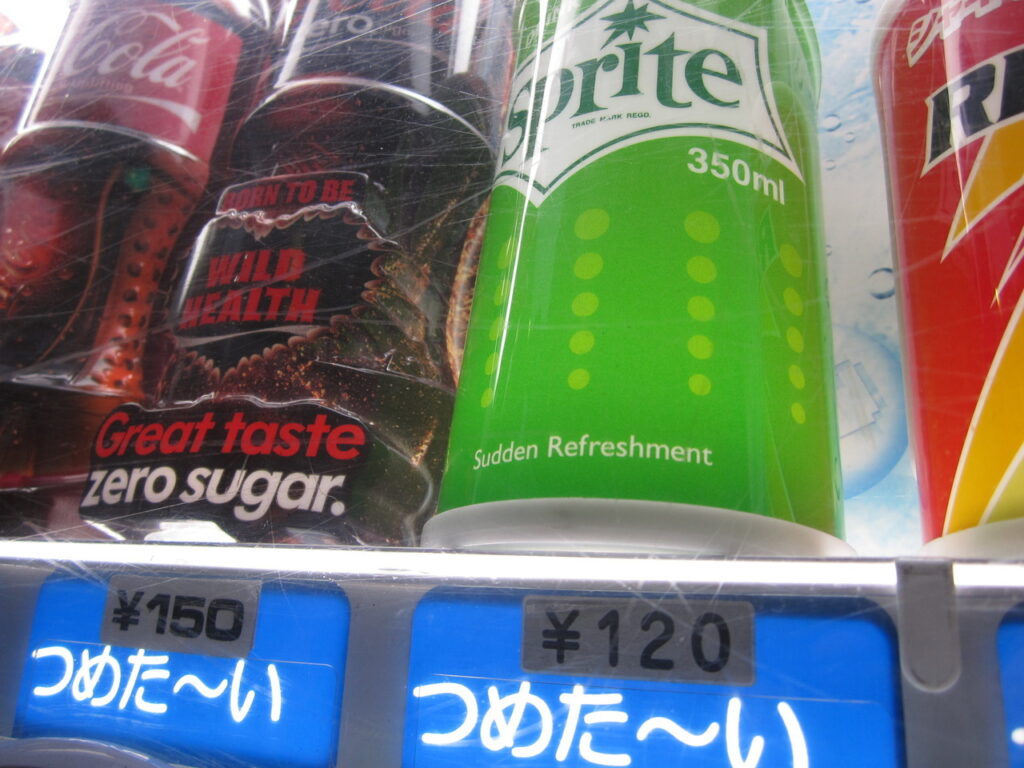 Coca-Cola
zero
BORN TO BE
WILD
HEALTH
Great taste
zero sugar.
Sprite
TRADE MARK REGD.
350ml
Sudden Refreshment
¥150
つめた〜い
¥120
つめた〜い